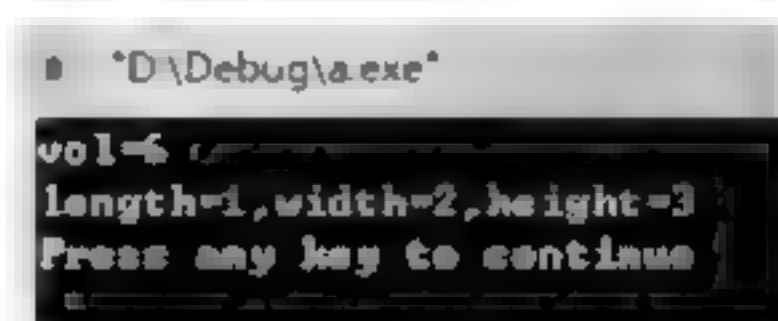 "D:\Debug\a.exe"
vol=6
length=1,width=2,height=3
Press any key to continue